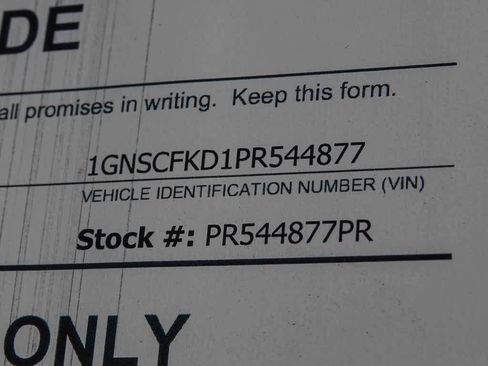 DE
all promises in writing. Keep this form.
1GNSCFKD1PR544877
VEHICLE IDENTIFICATION NUMBER (VIN)
Stock #: PR544877PR
ONLY